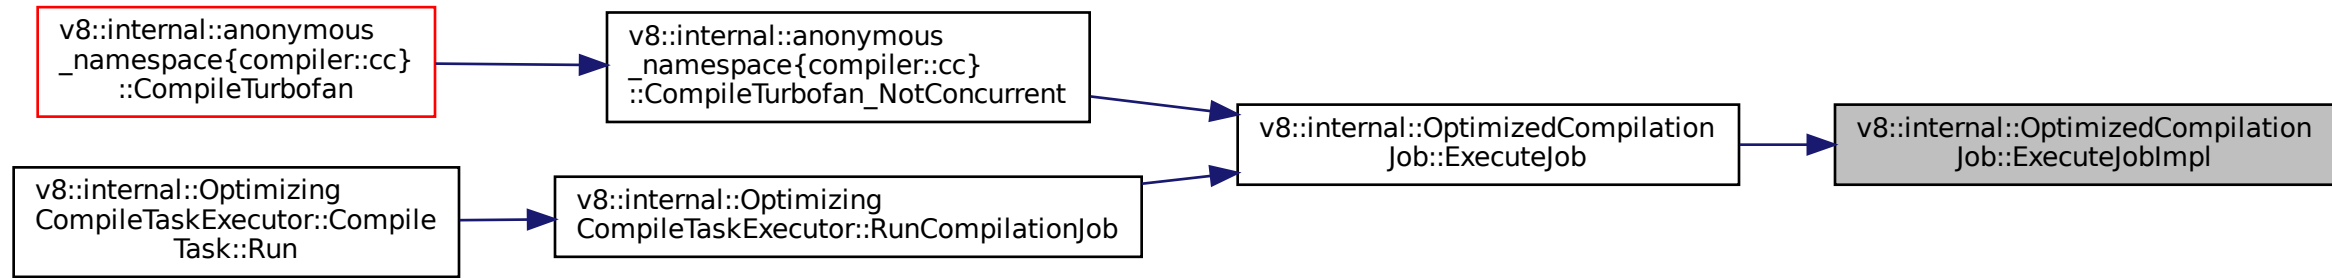 v8::internal::anonymous
_namespace{compiler::cc}
::CompileTurbofan
v8::internal::anonymous
_namespace{compiler::cc}
::CompileTurbofan_NotConcurrent
v8::internal::OptimizedCompilation
Job::ExecuteJob
v8::internal::OptimizedCompilation
Job::ExecuteJobImpl
v8::internal::Optimizing
CompileTaskExecutor::Compile
Task::Run
v8::internal::Optimizing
CompileTaskExecutor::RunCompilationJob